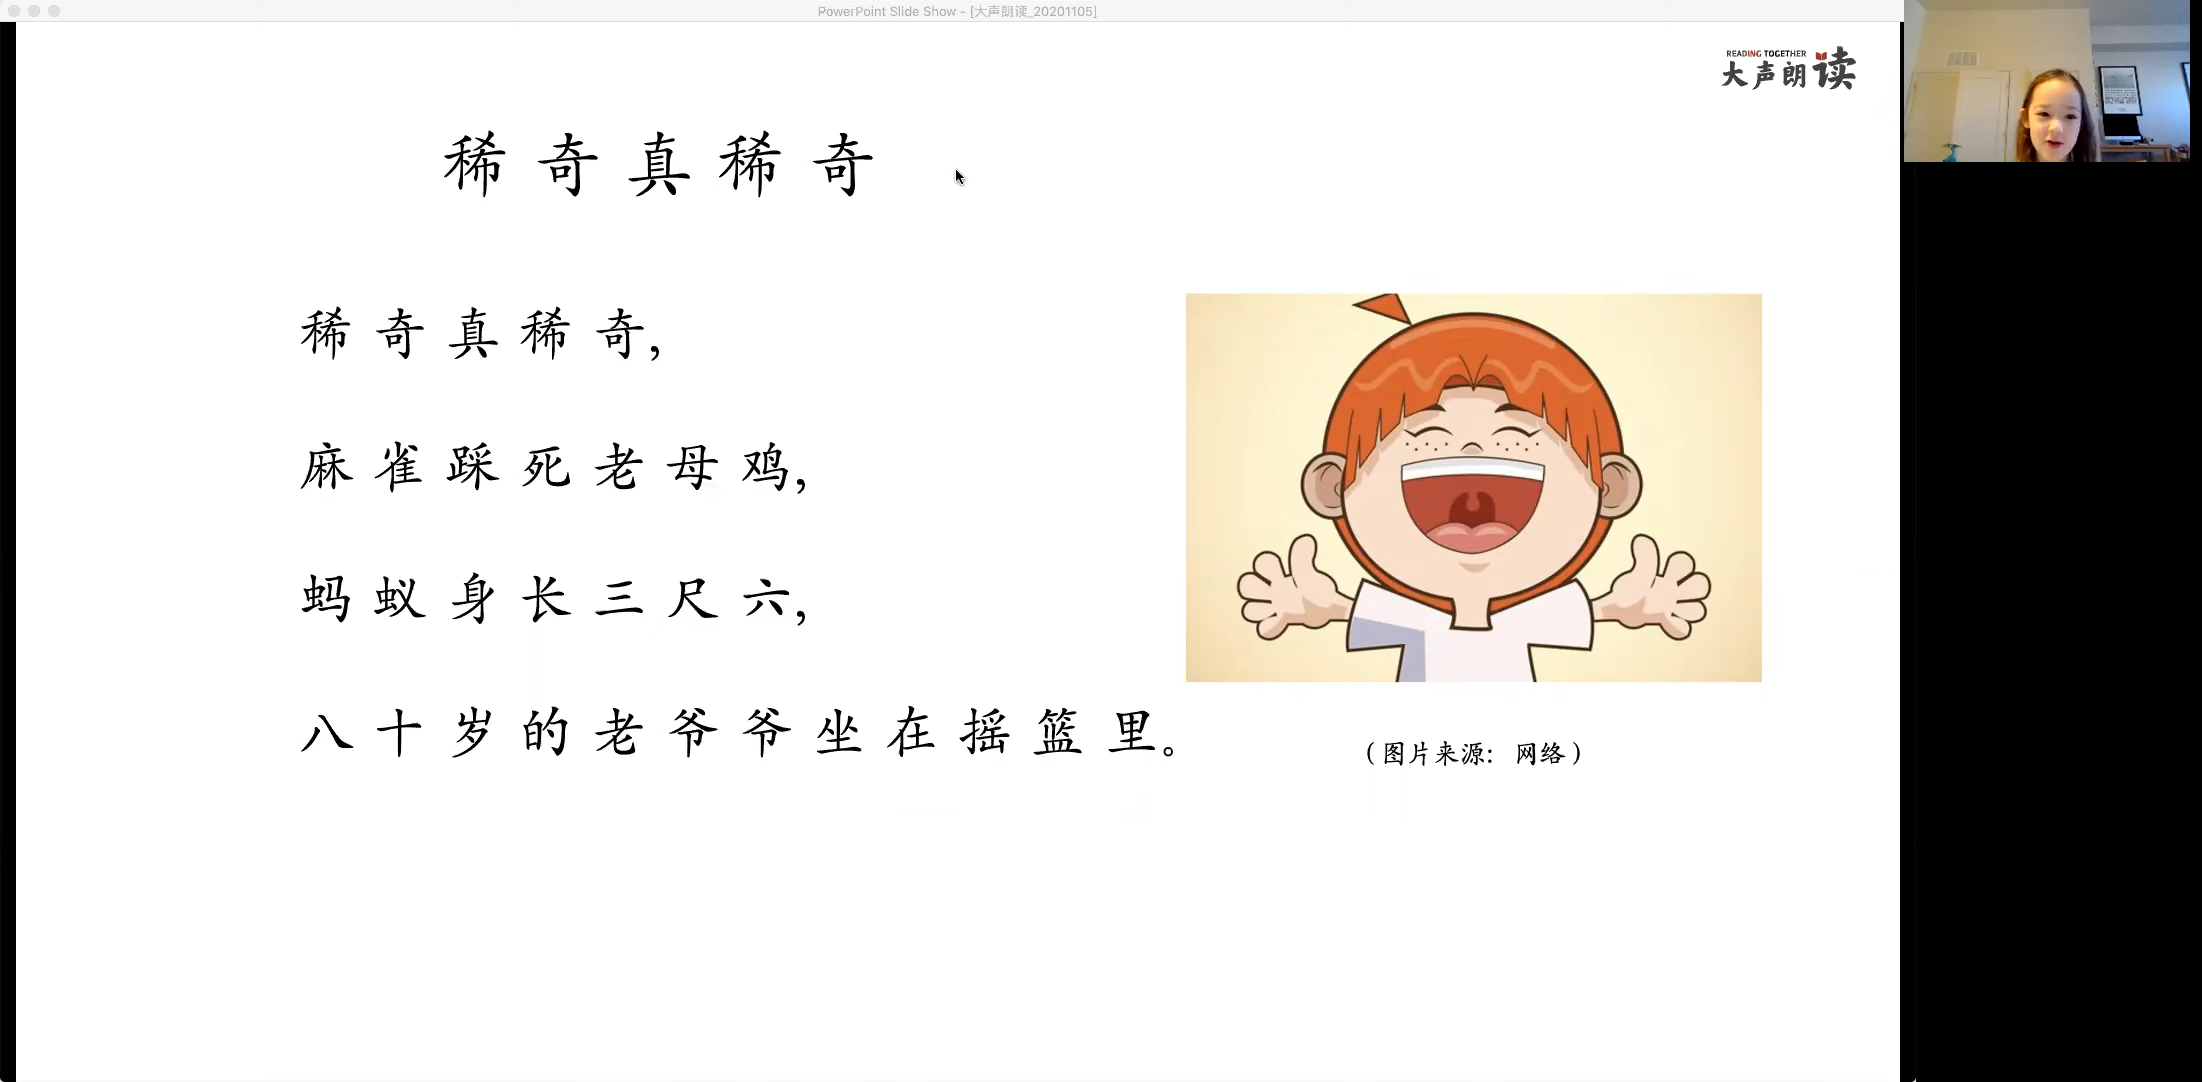 PowerPoint Slide Show - [大声朗读_20201105]
READING TOGETHER
大声朗读
稀奇真稀奇
稀奇真稀奇,
麻雀踩死老母鸡,
蚂蚁身长三尺六,
八十岁的老爷爷坐在摇篮里。
(图片来源: 网络)